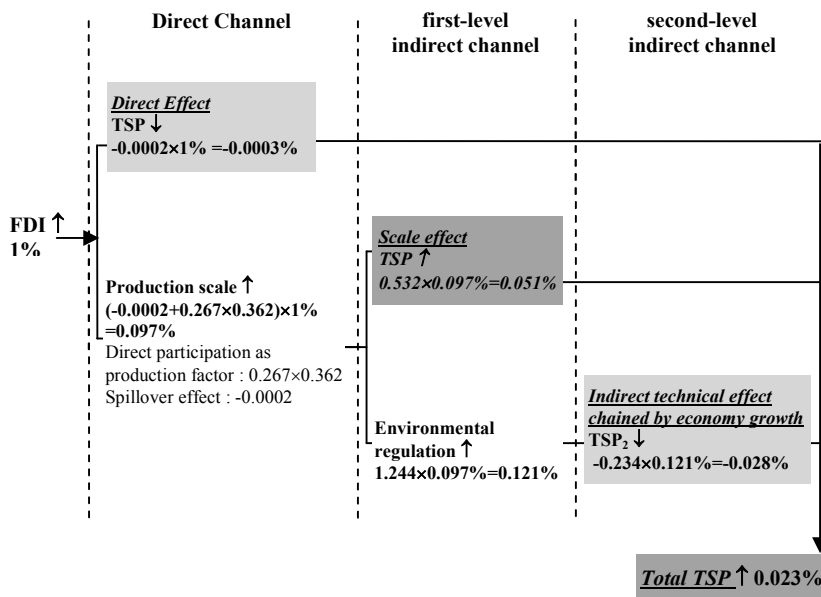 Direct Channel
first-level
indirect channel
second-level
indirect channel
Direct Effect
TSP ↓
-0.0002×1% =-0.0003%
FDI ↑
1%
Production scale ↑
(-0.0002+0.267×0.362)×1%
=0.097%
Direct participation as
production factor : 0.267×0.362
Spillover effect : -0.0002
Scale effect
TSP ↑
0.532×0.097%=0.051%
Environmental
regulation ↑
1.244×0.097%=0.121%
Indirect technical effect
chained by economy growth
TSP₂ ↓
-0.234×0.121%=-0.028%
Total TSP ↑ 0.023%